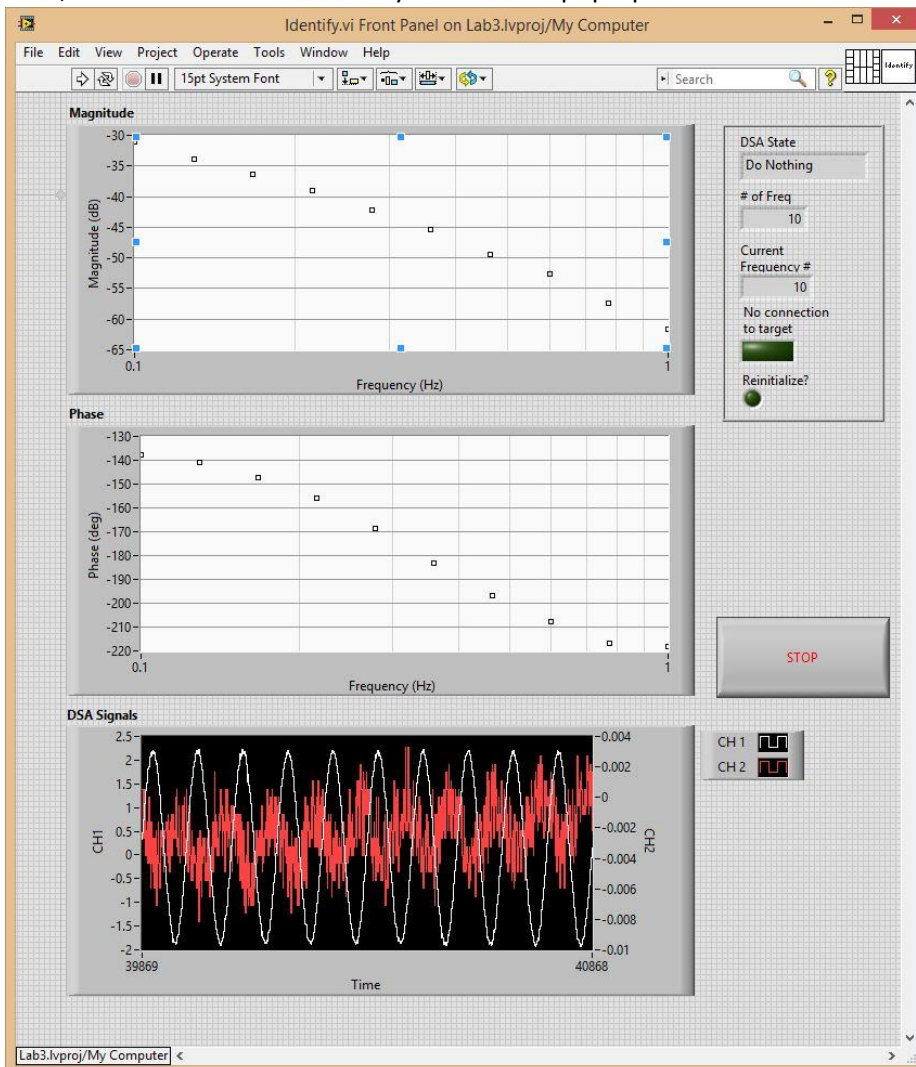 Identify.vi Front Panel on Lab3.lvproj/My Computer
File Edit View Project Operate Tools Window Help
15pt System Font
Search
Identify
Magnitude
-30
-35
-40
-45
-50
-55
-60
-65
Magnitude (dB)
0.1
1
Frequency (Hz)
DSA State
Do Nothing
# of Freq
10
Current
Frequency #
10
No connection
to target
Reinitialize?
Phase
-130
-140
-150
-160
-170
-180
-190
-200
-210
-220
Phase (deg)
0.1
1
Frequency (Hz)
STOP
DSA Signals
2.5
2
1.5
1
0.5
0
-0.5
-1
-1.5
-2
CH1
-0.004
-0.002
-0
--0.002
--0.004
--0.006
--0.008
--0.01
CH2
39869
40868
Time
CH 1
CH 2
Lab3.lvproj/My Computer